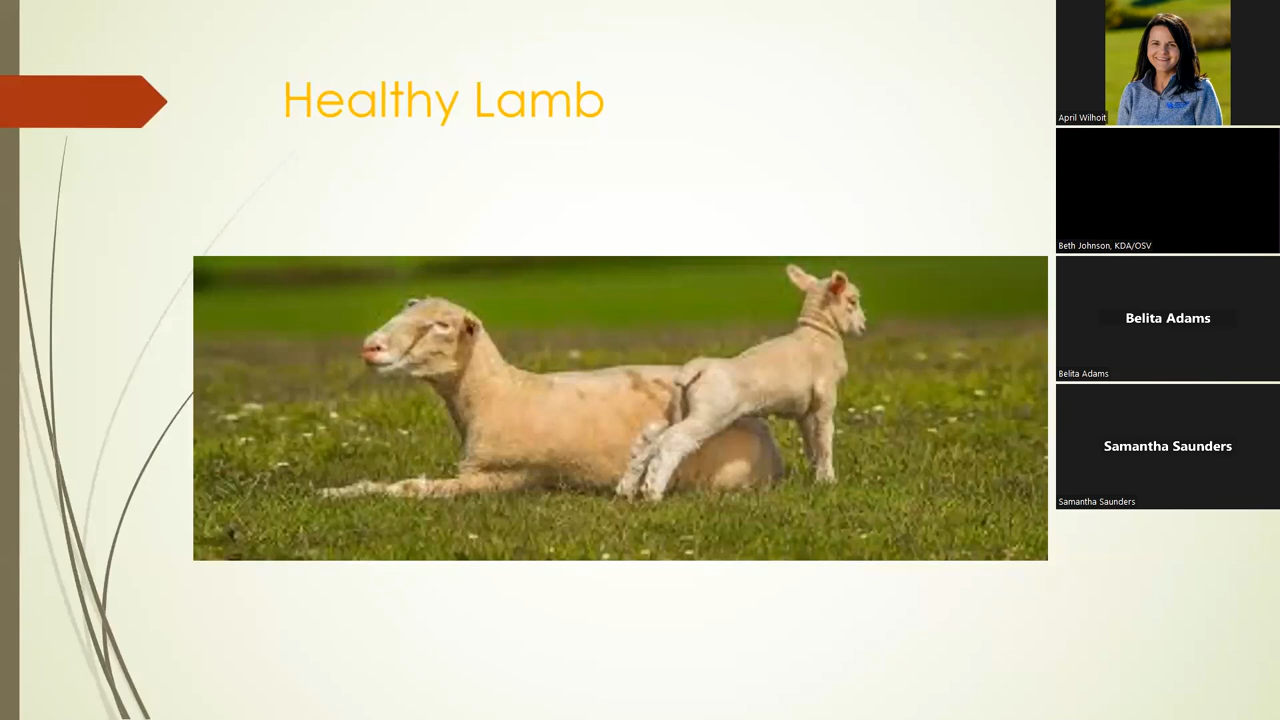 Healthy Lamb
April Wilhoit
Beth Johnson, KDA/OSV
Belita Adams
Belita Adams
Samantha Saunders
Samantha Saunders